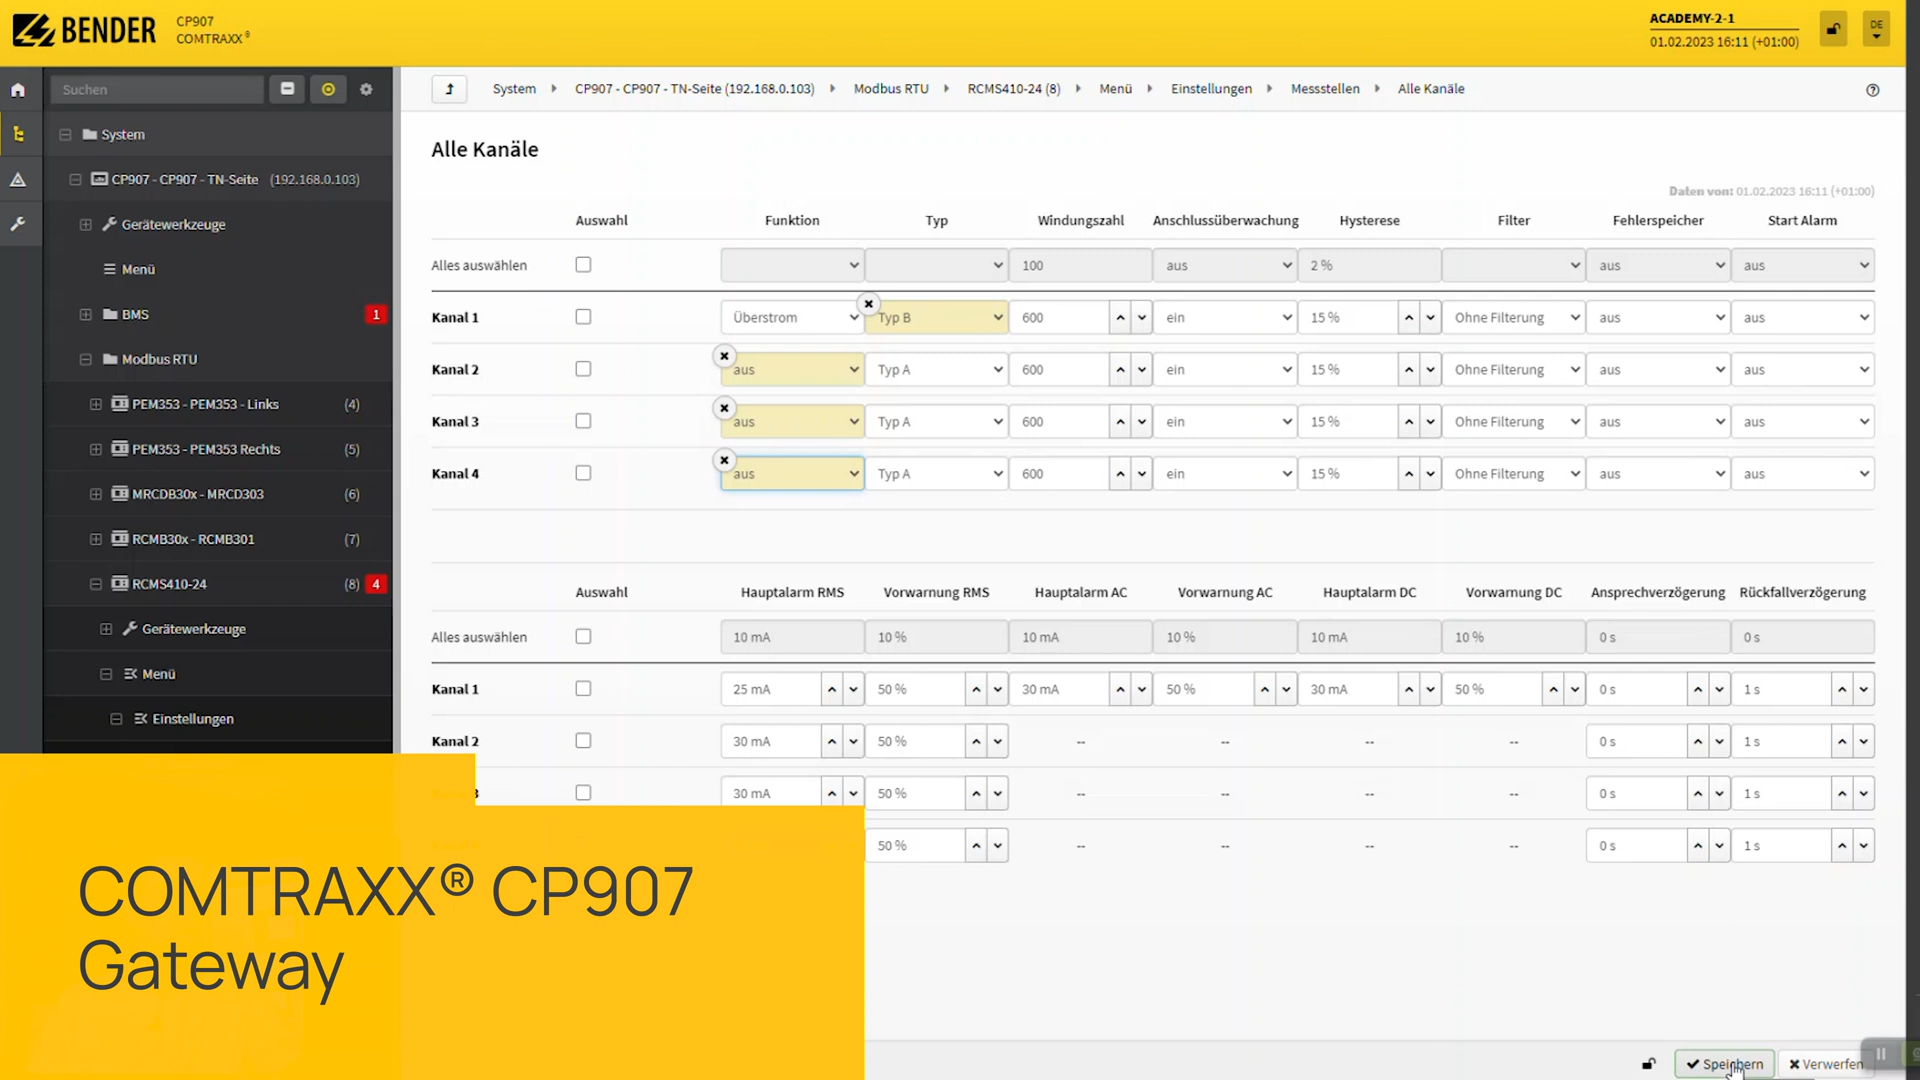 BENDER
CP907
COMTRAXX®
ACADEMY-2-1
01.02.2023 16:11 (+01:00)
DE
Suchen
System
CP907 - CP907 - TN-Seite (192.168.0.103)
Modbus RTU
RCMS410-24 (8)
Menü
Einstellungen
Messstellen
Alle Kanäle
System
CP907 - CP907 - TN-Seite (192.168.0.103)
Gerätewerkzeuge
Menü
BMS 1
Modbus RTU
PEM353 - PEM353 - Links (4)
PEM353 - PEM353 Rechts (5)
MRCDB30x - MRCD303 (6)
RCMB30x - RCMB301 (7)
RCMS410-24 (8) 4
Gerätewerkzeuge
Menü
Einstellungen
Alle Kanäle
Daten von: 01.02.2023 16:11 (+01:00)
Auswahl Funktion Typ Windungszahl Anschlussüberwachung Hysterese Filter Fehlerspeicher Start Alarm
Alles auswählen 100 aus 2 % aus aus
Kanal 1 Überstrom Typ B 600 ein 15 % Ohne Filterung aus aus
Kanal 2 aus Typ A 600 ein 15 % Ohne Filterung aus aus
Kanal 3 aus Typ A 600 ein 15 % Ohne Filterung aus aus
Kanal 4 aus Typ A 600 ein 15 % Ohne Filterung aus aus
Auswahl Hauptalarm RMS Vorwarnung RMS Hauptalarm AC Vorwarnung AC Hauptalarm DC Vorwarnung DC Ansprechverzögerung Rückfallverzögerung
Alles auswählen 10 mA 10 % 10 mA 10 % 10 mA 10 % 0 s 0 s
Kanal 1 25 mA 50 % 30 mA 50 % 30 mA 50 % 0 s 1 s
Kanal 2 30 mA 50 % -- -- -- -- 0 s 1 s
3 30 mA 50 % -- -- -- -- 0 s 1 s
50 % -- -- -- -- 0 s 1 s
COMTRAXX® CP907
Gateway
Speichern
Verwerfen